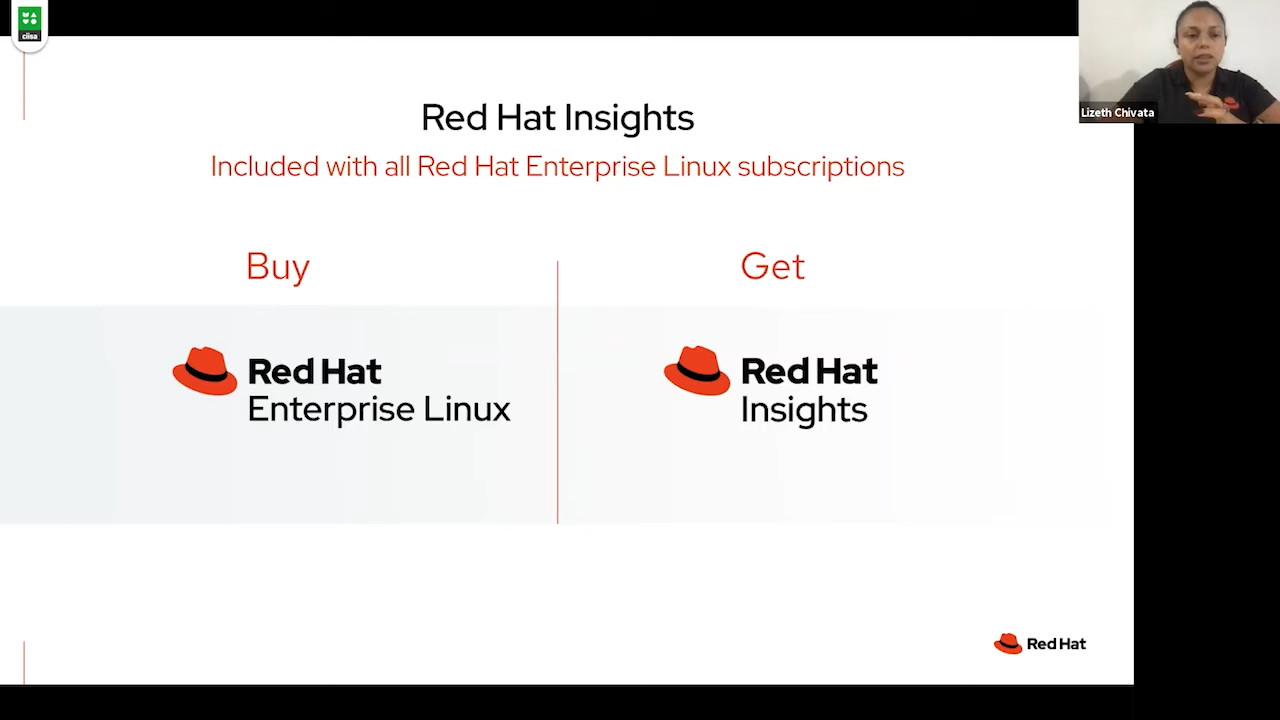 ciisa
Lizeth Chivata
Red Hat Insights
Included with all Red Hat Enterprise Linux subscriptions
Buy
Get
Red Hat
Enterprise Linux
Red Hat
Insights
Red Hat